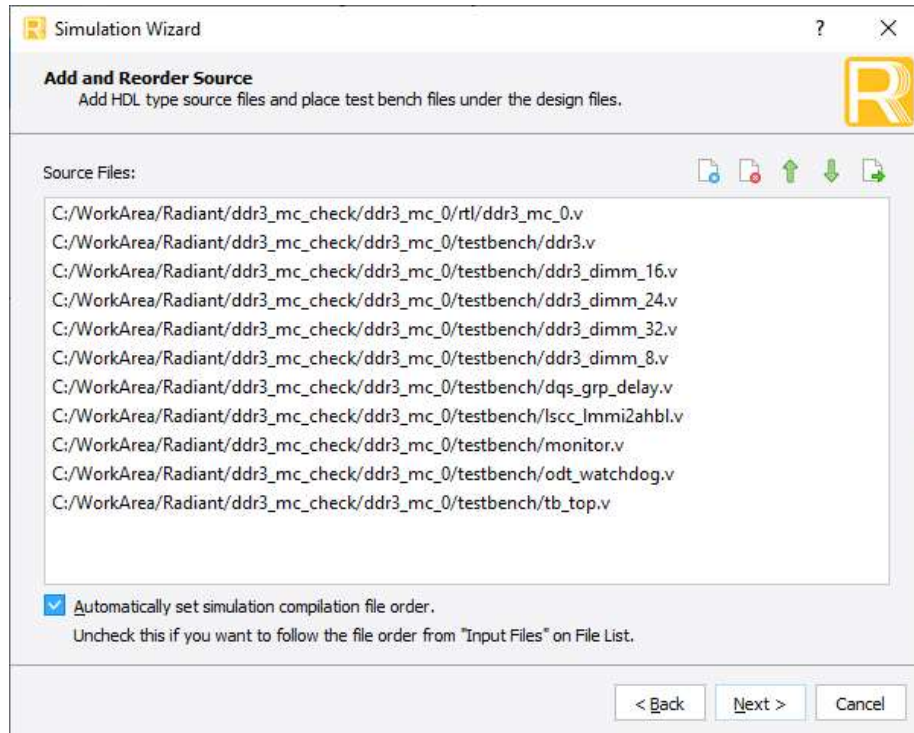 Simulation Wizard
?
Add and Reorder Source
Add HDL type source files and place test bench files under the design files.
Source Files:
C:/WorkArea/Radiant/ddr3_mc_check/ddr3_mc_0/rtl/ddr3_mc_0.v
C:/WorkArea/Radiant/ddr3_mc_check/ddr3_mc_0/testbench/ddr3.v
C:/WorkArea/Radiant/ddr3_mc_check/ddr3_mc_0/testbench/ddr3_dimm_16.v
C:/WorkArea/Radiant/ddr3_mc_check/ddr3_mc_0/testbench/ddr3_dimm_24.v
C:/WorkArea/Radiant/ddr3_mc_check/ddr3_mc_0/testbench/ddr3_dimm_32.v
C:/WorkArea/Radiant/ddr3_mc_check/ddr3_mc_0/testbench/ddr3_dimm_8.v
C:/WorkArea/Radiant/ddr3_mc_check/ddr3_mc_0/testbench/dqs_grp_delay.v
C:/WorkArea/Radiant/ddr3_mc_check/ddr3_mc_0/testbench/lscc_lmmi2ahbl.v
C:/WorkArea/Radiant/ddr3_mc_check/ddr3_mc_0/testbench/monitor.v
C:/WorkArea/Radiant/ddr3_mc_check/ddr3_mc_0/testbench/odt_watchdog.v
C:/WorkArea/Radiant/ddr3_mc_check/ddr3_mc_0/testbench/tb_top.v
Automatically set simulation compilation file order.
Uncheck this if you want to follow the file order from "Input Files" on File List.
< Back Next > Cancel